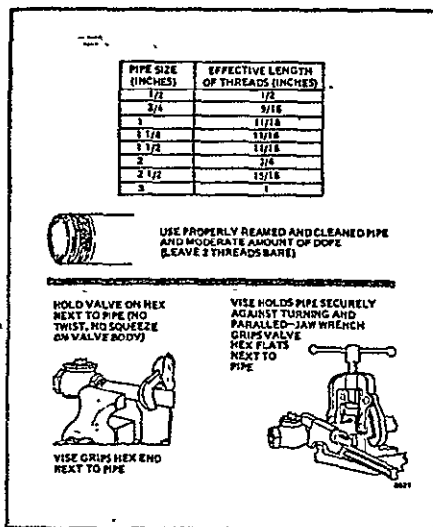 PIPE SIZE (INCHES) EFFECTIVE LENGTH OF THREADS (INCHES)
1/2 1/2
3/4 9/16
1 11/16
1 1/4 11/16
1 1/2 11/16
2 3/4
2 1/2 15/16
3 1
USE PROPERLY REAMED AND CLEANED PIPE
AND MODERATE AMOUNT OF DOPE
(LEAVE 2 THREADS BARE)
HOLD VALVE ON HEX
NEXT TO PIPE (NO
TWIST, NO SQUEEZE
ON VALVE BODY)
VISE GRIPS HEX END
NEXT TO PIPE
VISE HOLDS PIPE SECURELY
AGAINST TURNING AND
PARALLED-JAW WRENCH
GRIPS VALVE
HEX FLATS
NEXT TO
PIPE